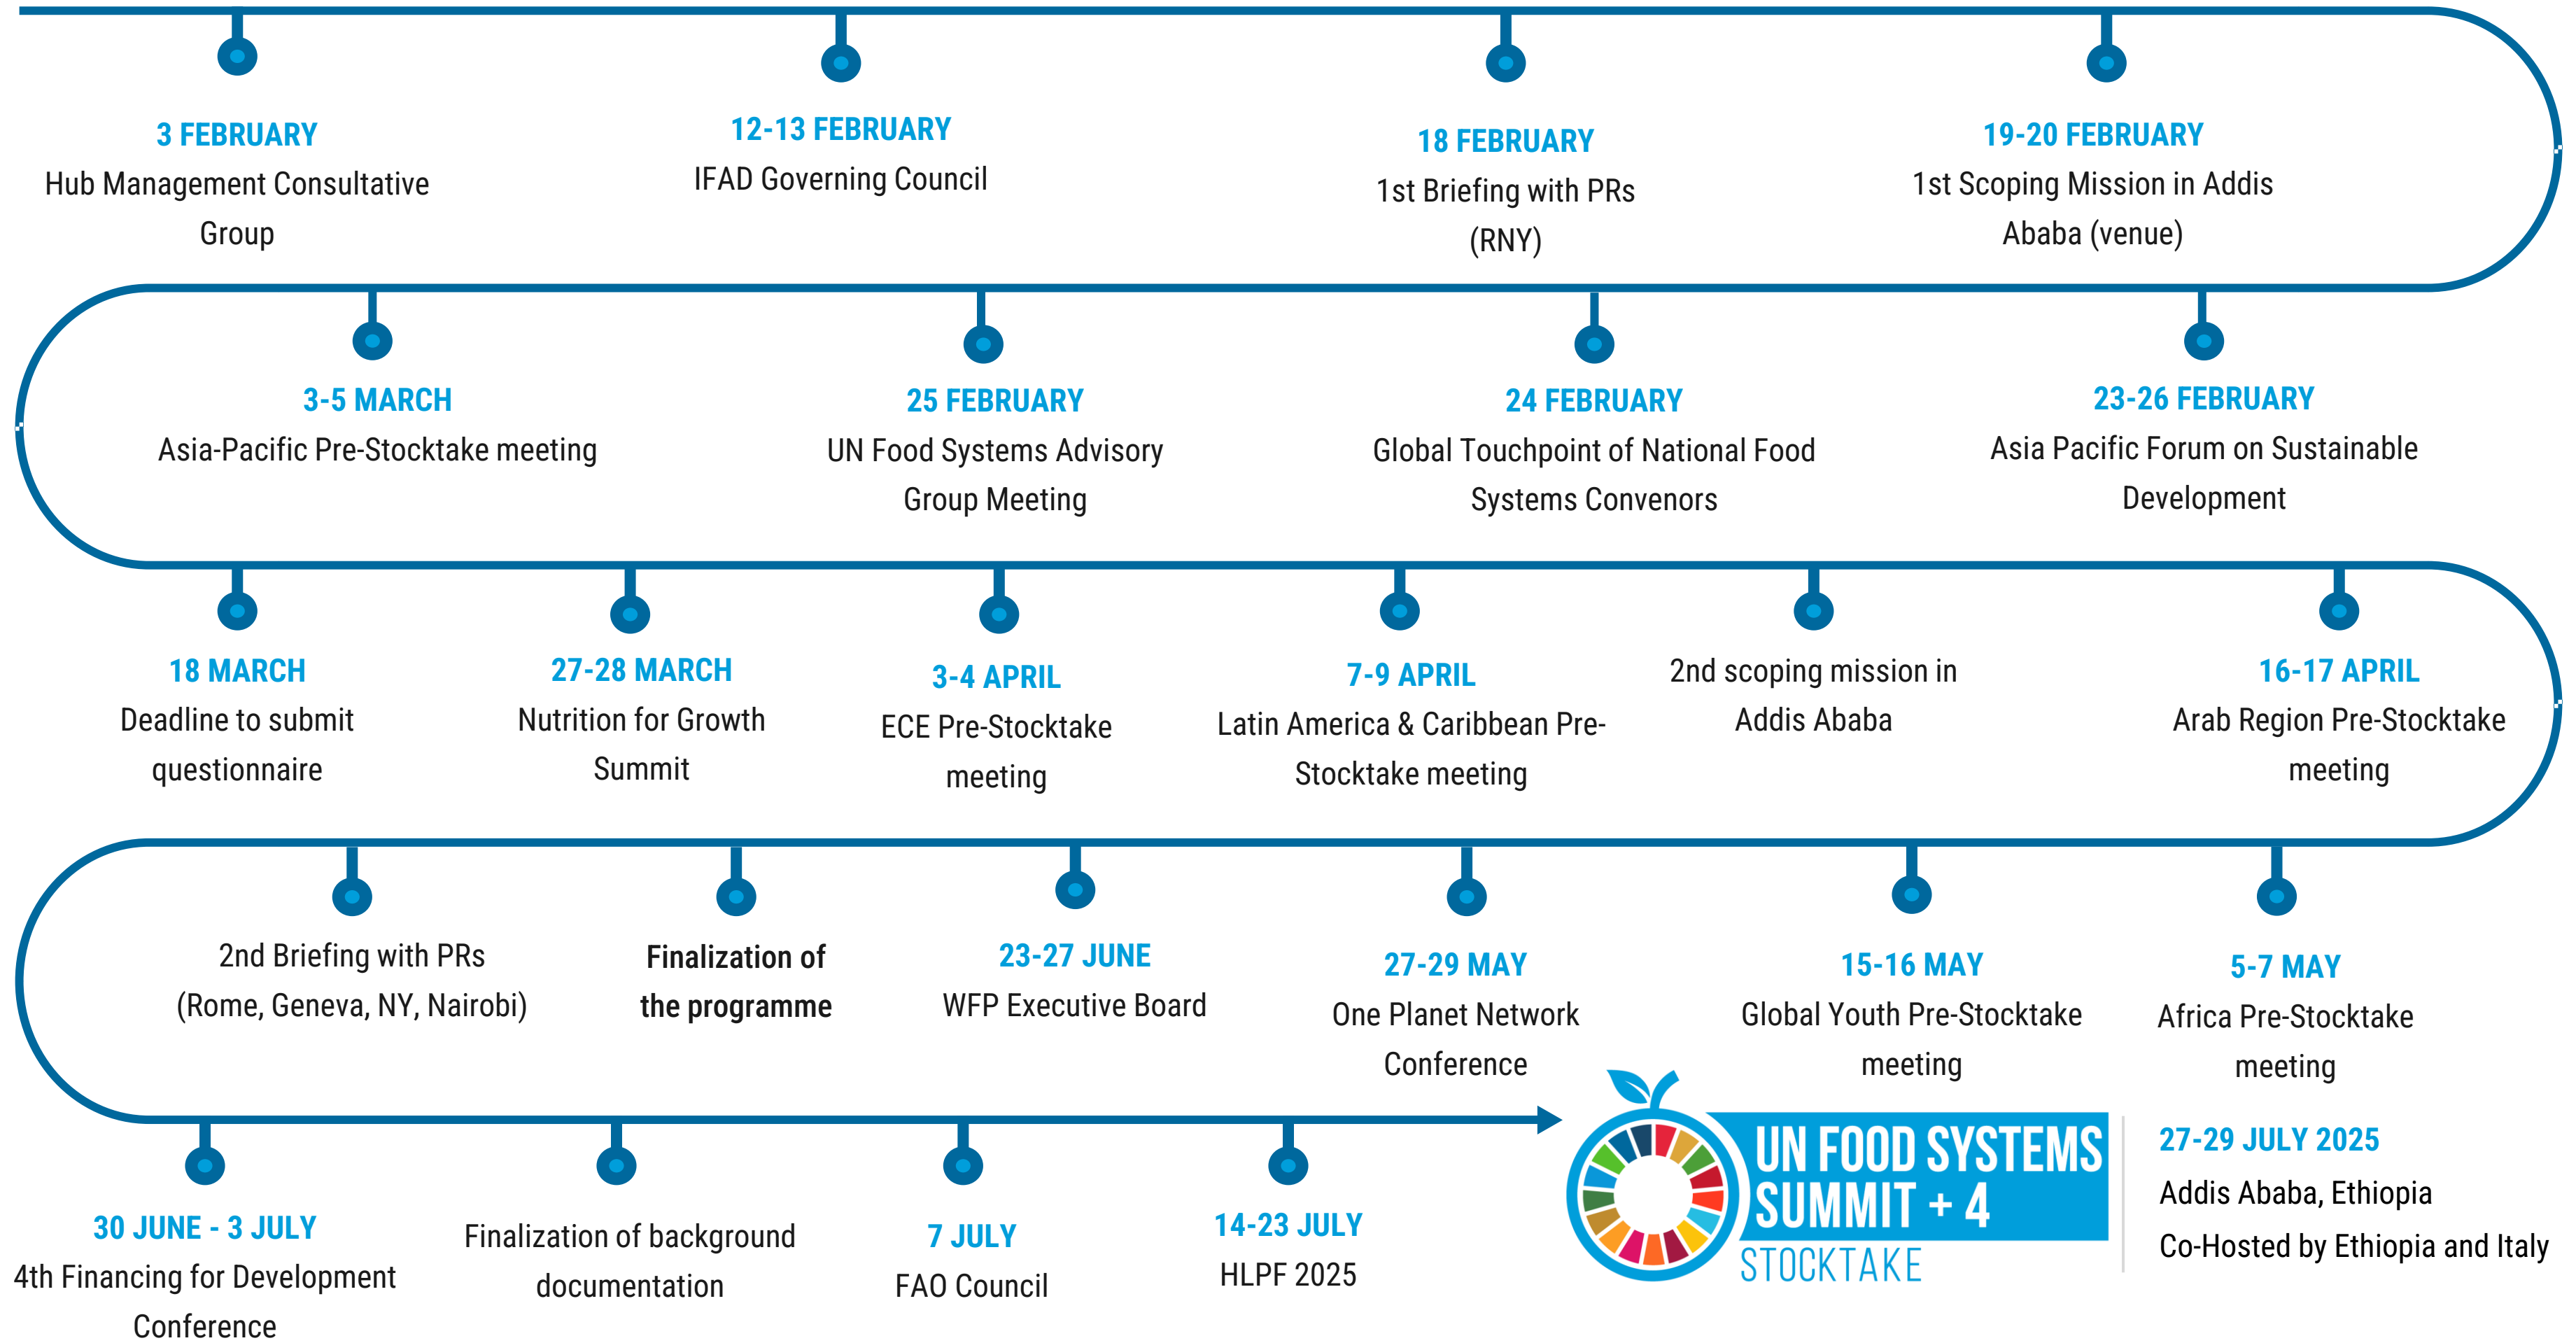 3 FEBRUARY
Hub Management Consultative
Group
12-13 FEBRUARY
IFAD Governing Council
18 FEBRUARY
1st Briefing with PRs
(RNY)
19-20 FEBRUARY
1st Scoping Mission in Addis
Ababa (venue)
3-5 MARCH
Asia-Pacific Pre-Stocktake meeting
25 FEBRUARY
UN Food Systems Advisory
Group Meeting
24 FEBRUARY
Global Touchpoint of National Food
Systems Convenors
23-26 FEBRUARY
Asia Pacific Forum on Sustainable
Development
18 MARCH
Deadline to submit
questionnaire
27-28 MARCH
Nutrition for Growth
Summit
3-4 APRIL
ECE Pre-Stocktake
meeting
7-9 APRIL
Latin America & Caribbean Pre-
Stocktake meeting
2nd scoping mission in
Addis Ababa
16-17 APRIL
Arab Region Pre-Stocktake
meeting
2nd Briefing with PRs
(Rome, Geneva, NY, Nairobi)
Finalization of
the programme
23-27 JUNE
WFP Executive Board
27-29 MAY
One Planet Network
Conference
15-16 MAY
Global Youth Pre-Stocktake
meeting
5-7 MAY
Africa Pre-Stocktake
meeting
30 JUNE - 3 JULY
4th Financing for Development
Conference
Finalization of background
documentation
7 JULY
FAO Council
14-23 JULY
HLPF 2025
UN FOOD SYSTEMS
SUMMIT + 4
STOCKTAKE
27-29 JULY 2025
Addis Ababa, Ethiopia
Co-Hosted by Ethiopia and Italy